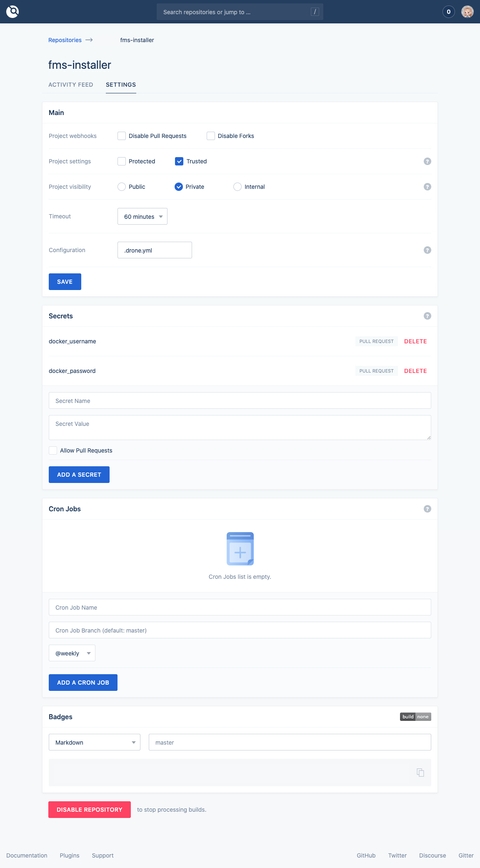 Search repositories or jump to ... /
0
Repositories → fms-installer
fms-installer
ACTIVITY FEED SETTINGS
Main
Project webhooks Disable Pull Requests Disable Forks
Project settings Protected Trusted ?
Project visibility Public Private Internal ?
Timeout 60 minutes
Configuration .drone.yml ?
SAVE
Secrets ?
docker_username PULL REQUEST DELETE
docker_password PULL REQUEST DELETE
Secret Name
Secret Value
Allow Pull Requests
ADD A SECRET
Cron Jobs ?
Cron Jobs list is empty.
Cron Job Name
Cron Job Branch (default: master)
@weekly
ADD A CRON JOB
Badges build none
Markdown master
DISABLE REPOSITORY to stop processing builds.
Documentation Plugins Support GitHub Twitter Discourse Gitter